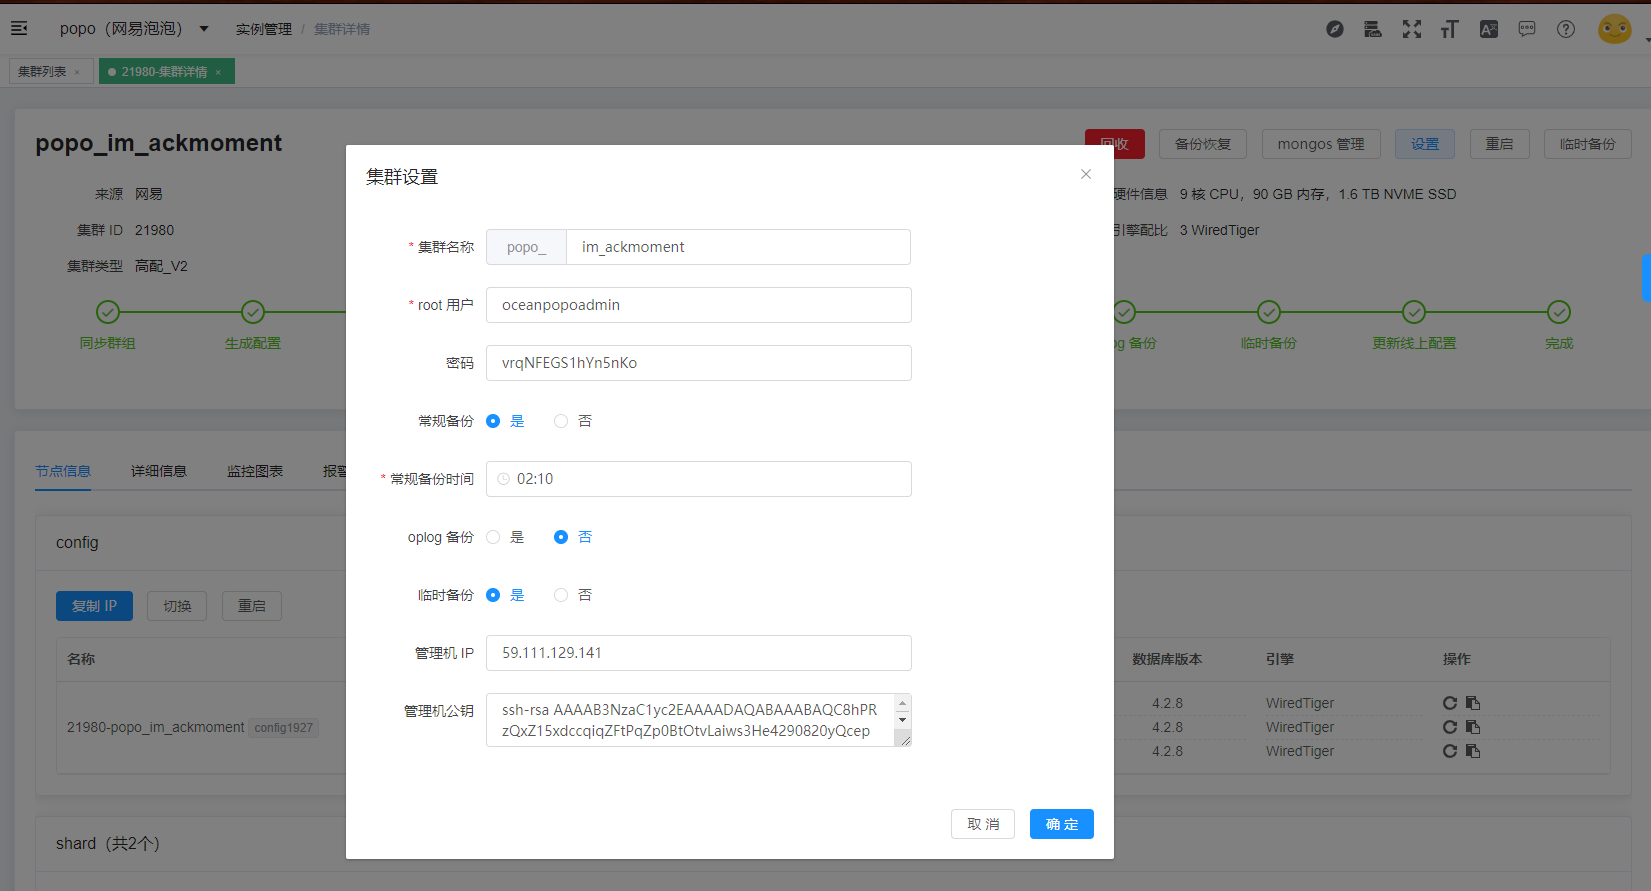 popo（网易泡泡）
实例管理 / 集群详情
集群列表 ×
21980-集群详情 ×
popo_im_ackmoment
回收
备份恢复
mongos 管理
设置
重启
临时备份
来源 网易
集群 ID 21980
集群类型 高配_V2
硬件信息 9 核 CPU，90 GB 内存，1.6 TB NVME SSD
引擎配比 3 WiredTiger
同步群组
生成配置
og 备份
临时备份
更新线上配置
完成
集群设置
* 集群名称 popo_ im_ackmoment
* root 用户 oceanpopoadmin
密码 vrqNFEGS1hYn5nKo
常规备份 是 否
* 常规备份时间 02:10
oplog 备份 是 否
临时备份 是 否
管理机 IP 59.111.129.141
管理机公钥 ssh-rsa AAAAB3NzaC1yc2EAAAADAQABAAABAQC8hPR
zQxZ15xdccqiqZFtPqZp0BtOtvLaiws3He4290820yQcep
取 消
确 定
节点信息
详细信息
监控图表
报警
config
复制 IP
切换
重启
名称
数据库版本
引擎
操作
21980-popo_im_ackmoment config1927
4.2.8 WiredTiger
4.2.8 WiredTiger
4.2.8 WiredTiger
shard（共2个）